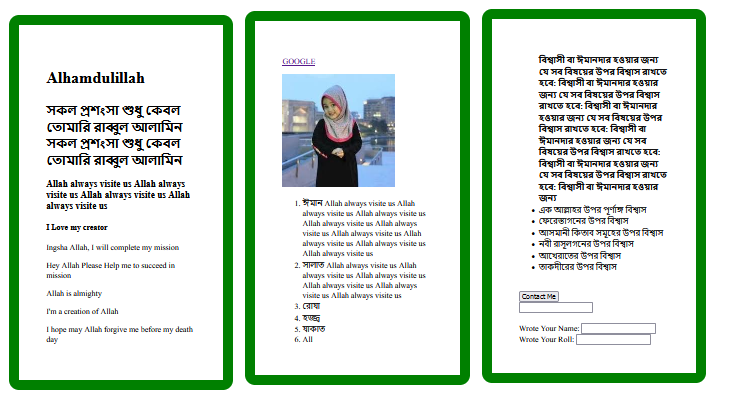 Alhamdulillah
সকল প্রশংসা শুধু কেবল
তোমারি রাব্বুল আলামিন
সকল প্রশংসা শুধু কেবল
তোমারি রাব্বুল আলামিন
Allah always visite us Allah always
visite us Allah always visite us Allah
always visite us
I Love my creator
Ingsha Allah, I will complete my mission
Hey Allah Please Help me to succeed in
mission
Allah is almighty
I'm a creation of Allah
I hope may Allah forgive me before my death
day
GOOGLE
1. ঈমান Allah always visite us Allah
always visite us Allah always visite us
Allah always visite us Allah always
visite us Allah always visite us Allah
always visite us Allah always visite us
Allah always visite us
2. সালাত Allah always visite us Allah
always visite us Allah always visite us
Allah always visite us Allah always
visite us Allah always visite us
3. রোযা
4. হজ্জ্ব
5. যাকাত
6. All
বিশ্বাসী বা ঈমানদার হওয়ার জন্য
যে সব বিষয়ের উপর বিশ্বাস রাখতে
হবে: বিশ্বাসী বা ঈমানদার হওয়ার
জন্য যে সব বিষয়ের উপর বিশ্বাস
রাখতে হবে: বিশ্বাসী বা ঈমানদার
হওয়ার জন্য যে সব বিষয়ের উপর
বিশ্বাস রাখতে হবে: বিশ্বাসী বা
ঈমানদার হওয়ার জন্য যে সব
বিষয়ের উপর বিশ্বাস রাখতে হবে:
বিশ্বাসী বা ঈমানদার হওয়ার জন্য
যে সব বিষয়ের উপর বিশ্বাস রাখতে
হবে: বিশ্বাসী বা ঈমানদার হওয়ার
জন্য
• এক আল্লাহর উপর পূর্ণাঙ্গ বিশ্বাস
• ফেরেস্তাগনের উপর বিশ্বাস
• আসমানী কিতাব সমূহের উপর বিশ্বাস
• নবী রাসূলগনের উপর বিশ্বাস
• আখেরাতের উপর বিশ্বাস
• তাকদীরের উপর বিশ্বাস
Contact Me
Wrote Your Name:
Wrote Your Roll: